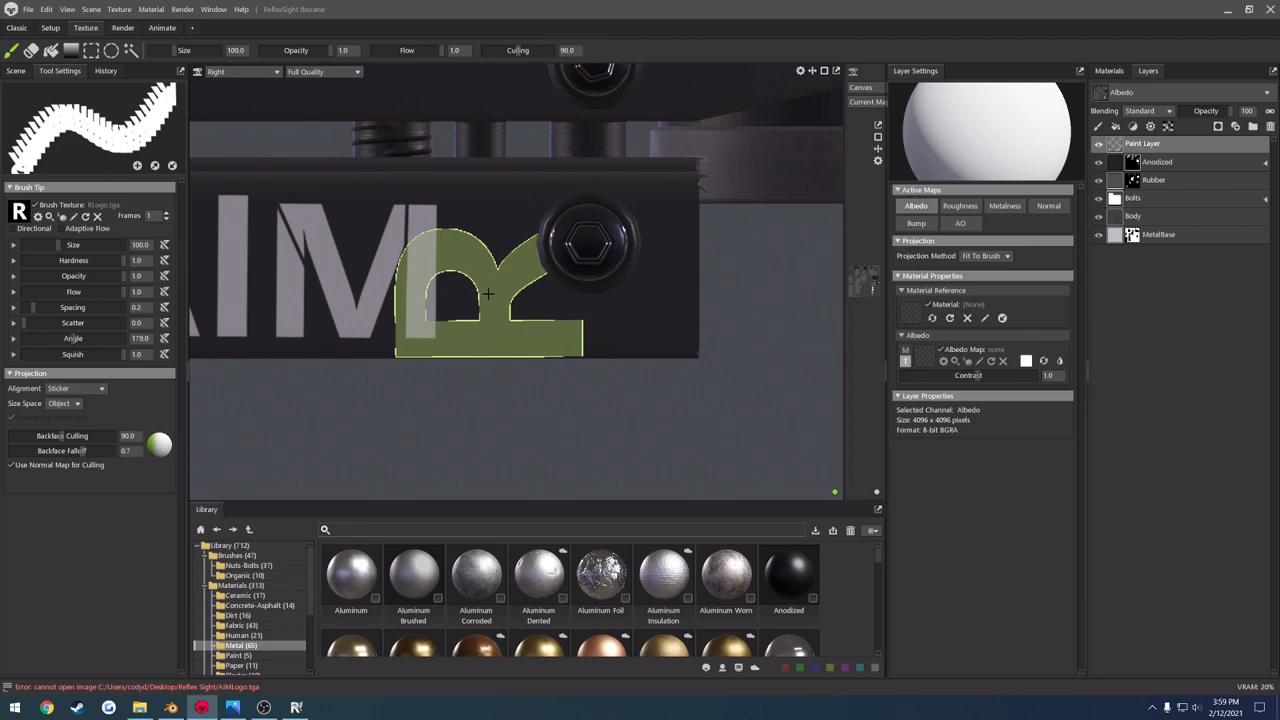 File Edit View Scene Texture Material Render Window Help ReflexSight.tbscene
Classic Setup Texture Render Animate +
Size 100.0 Opacity 1.0 Flow 1.0 Culling 90.0
Scene Tool Settings History
Right Full Quality
Canvas
Current Ma
Brush Tip
R
Brush Texture: RLogo.tga
Frames 1
Directional Adaptive Flow
Size 100.0
Hardness 1.0
Opacity 1.0
Flow 1.0
Spacing 0.2
Scatter 0.0
Angle 179.0
Squish 1.0
Projection
Alignment Sticker
Size Space Object
Backface Culling 90.0
Backface Falloff 0.7
Use Normal Map for Culling
AIM
R
Library
Library (712)
Brushes (47)
Nuts-Bolts (37)
Organic (10)
Materials (313)
Ceramic (17)
Concrete-Asphalt (14)
Dirt (16)
Fabric (43)
Human (21)
Metal (65)
Paint (5)
Paper (11)
Aluminum
Aluminum Brushed
Aluminum Corroded
Aluminum Dented
Aluminum Foil
Aluminum Insulation
Aluminum Worn
Anodized
Layer Settings
Active Maps
Albedo Roughness Metalness Normal
Bump AO
Projection
Projection Method Fit To Brush
Material Properties
Material Reference
Material: (None)
Albedo
M
T
Albedo Map: none
Contrast 1.0
Layer Properties
Selected Channel: Albedo
Size: 4096 x 4096 pixels
Format: 8-bit BGRA
Materials Layers
Albedo
Blending Standard Opacity 100
Paint Layer
Anodized
Rubber
Bolts
Body
MetalBase
Error: cannot open image C:/Users/codyd/Desktop/Reflex Sight/AIMLogo.tga
VRAM: 20%
3:59 PM
2/12/2021